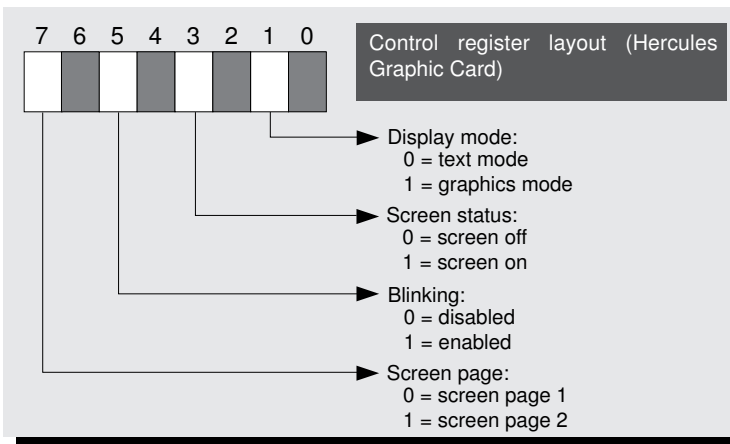 7 6 5 4 3 2 1 0
Control register layout (Hercules
Graphic Card)
Display mode:
0 = text mode
1 = graphics mode
Screen status:
0 = screen off
1 = screen on
Blinking:
0 = disabled
1 = enabled
Screen page:
0 = screen page 1
1 = screen page 2